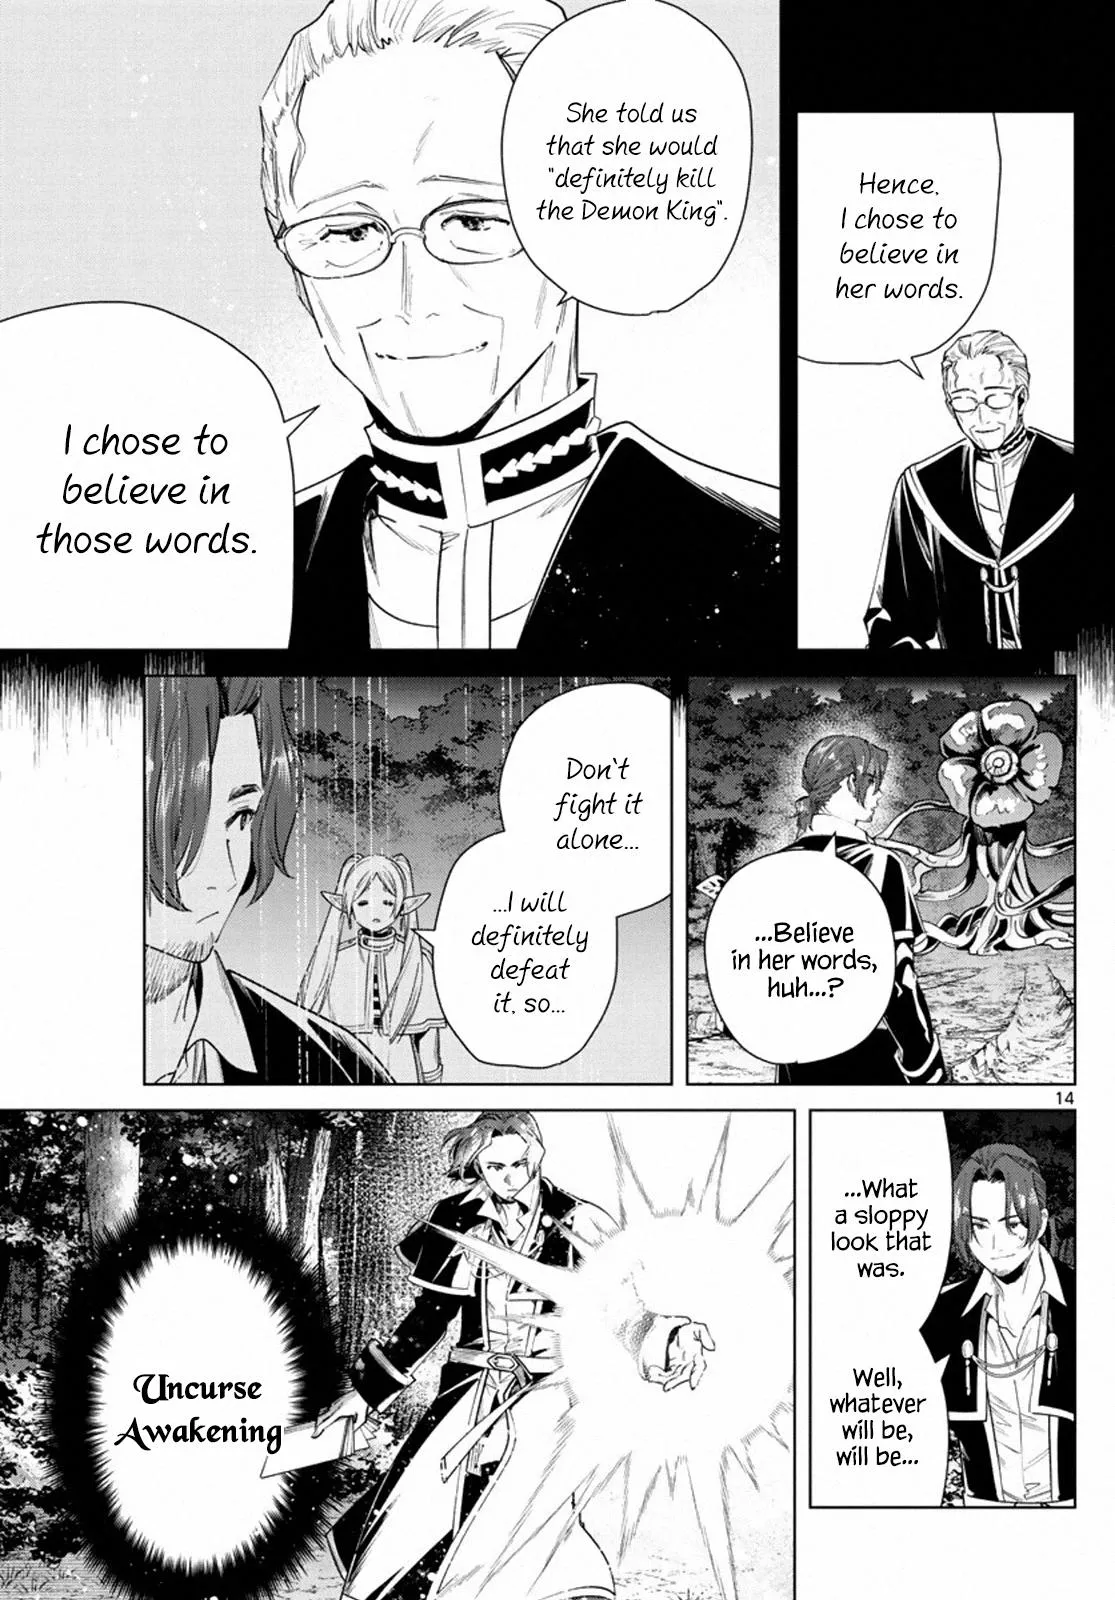 Hence,
I chose to
believe in
her words.
She told us
that she would
"definitely kill
the Demon King".
I chose to
believe in
those words.
...Believe
in her words,
huh...?
Don't
fight it
alone...
...I will
definitely
defeat
it, so...
14
...What
a sloppy
look that
was.
Well,
whatever
will be,
will be...
Uncurse
Awakening